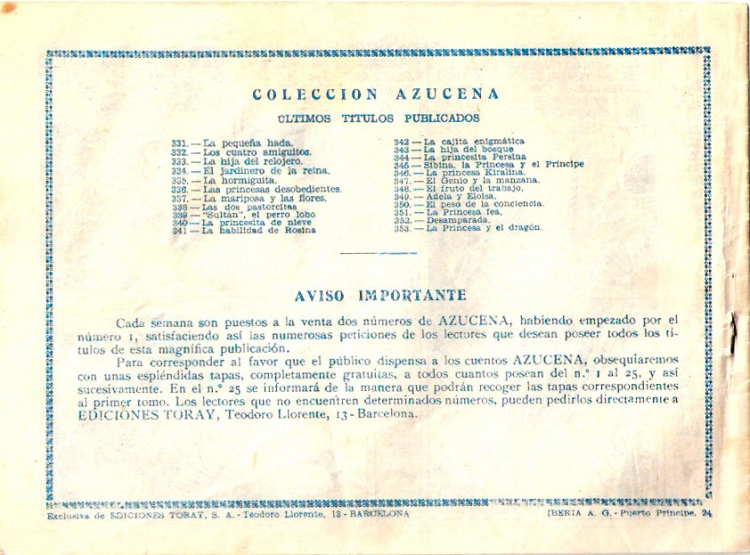 COLECCION AZUCENA
ÚLTIMOS TITULOS PUBLICADOS
331. — La pequeña hada.
332. — Los cuatro amiguitos.
333. — La hija del relojero.
334. — El jardinero de la reina.
335. — La hormiguita.
336. — Las princesas desobedientes.
337. — La mariposa y las flores.
338 — Las dos pastorcitas
339 — "Sultan", el perro lobo
340 — La princesita de nieve
341 — La habilidad de Rosina
342 — La cajita enigmática
343 — La hija del bosque
344 — La princesita Persina
345 — Sibina, la Princesa y el Príncipe
346. — La princesa Kiralina.
347. — El Genio y la manzana.
348. — El fruto del trabajo.
349. — Adela y Eloísa.
350. — El peso de la conciencia.
351. — La Princesa fea.
352. — Desamparada.
353. — La Princesa y el dragón.
AVISO IMPORTANTE
Cada semana son puestos a la venta dos números de AZUCENA, habiendo empezado por el
número 1, satisfaciendo así las numerosas peticiones de los lectores que desean poseer todos los tí-
tulos de esta magnífica publicación.
Para corresponder al favor que el público dispensa a los cuentos AZUCENA, obsequiaremos
con unas espléndidas tapas, completamente gratuitas, a todos cuantos posean del n.º 1 al 25, y así
sucesivamente. En el n.º 25 se informará de la manera que podrán recoger las tapas correspondientes
al primer tomo. Los lectores que no encuentren determinados números, pueden pedirlos directamente a
EDICIONES TORAY, Teodoro Llorente, 13 - Barcelona.
Exclusiva de EDICIONES TORAY, S. A. - Teodoro Llorente, 13 - BARCELONA
IBERIA A. G. - Puerto Príncipe, 24